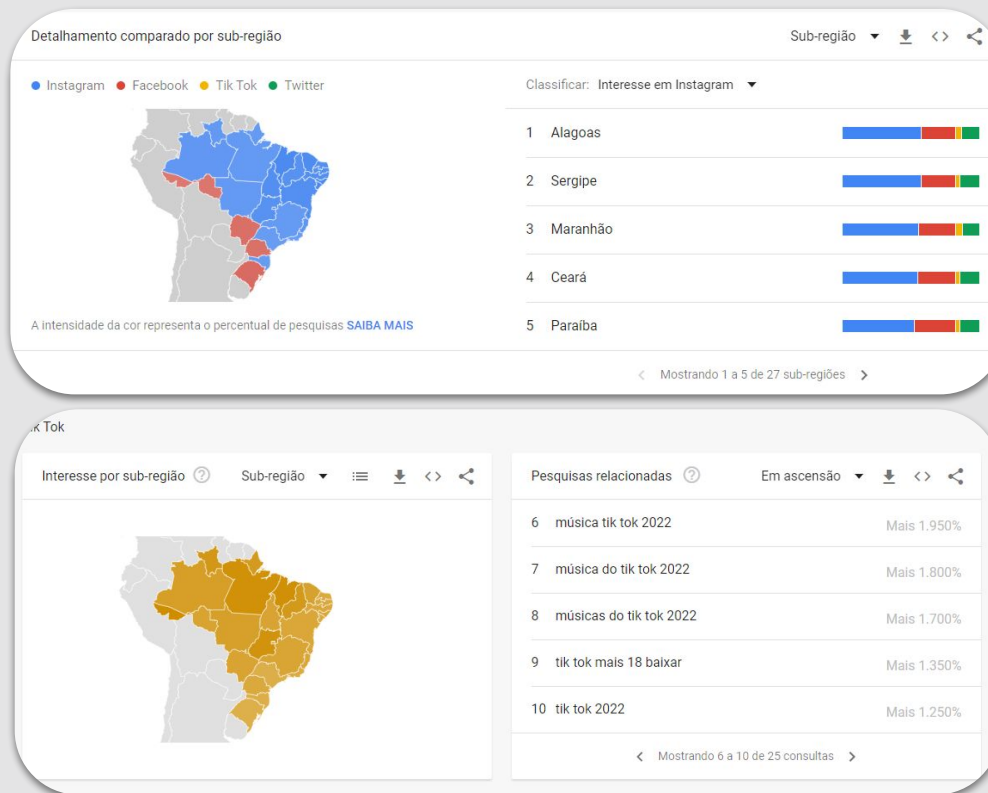 Detalhamento comparado por sub-região
Sub-região
Instagram Facebook Tik Tok Twitter
Classificar: Interesse em Instagram
1 Alagoas
2 Sergipe
3 Maranhão
4 Ceará
5 Paraíba
A intensidade da cor representa o percentual de pesquisas SAIBA MAIS
Mostrando 1 a 5 de 27 sub-regiões
k Tok
Interesse por sub-região
Sub-região
Pesquisas relacionadas
Em ascensão
6 música tik tok 2022 Mais 1.950%
7 música do tik tok 2022 Mais 1.800%
8 músicas do tik tok 2022 Mais 1.700%
9 tik tok mais 18 baixar Mais 1.350%
10 tik tok 2022 Mais 1.250%
Mostrando 6 a 10 de 25 consultas